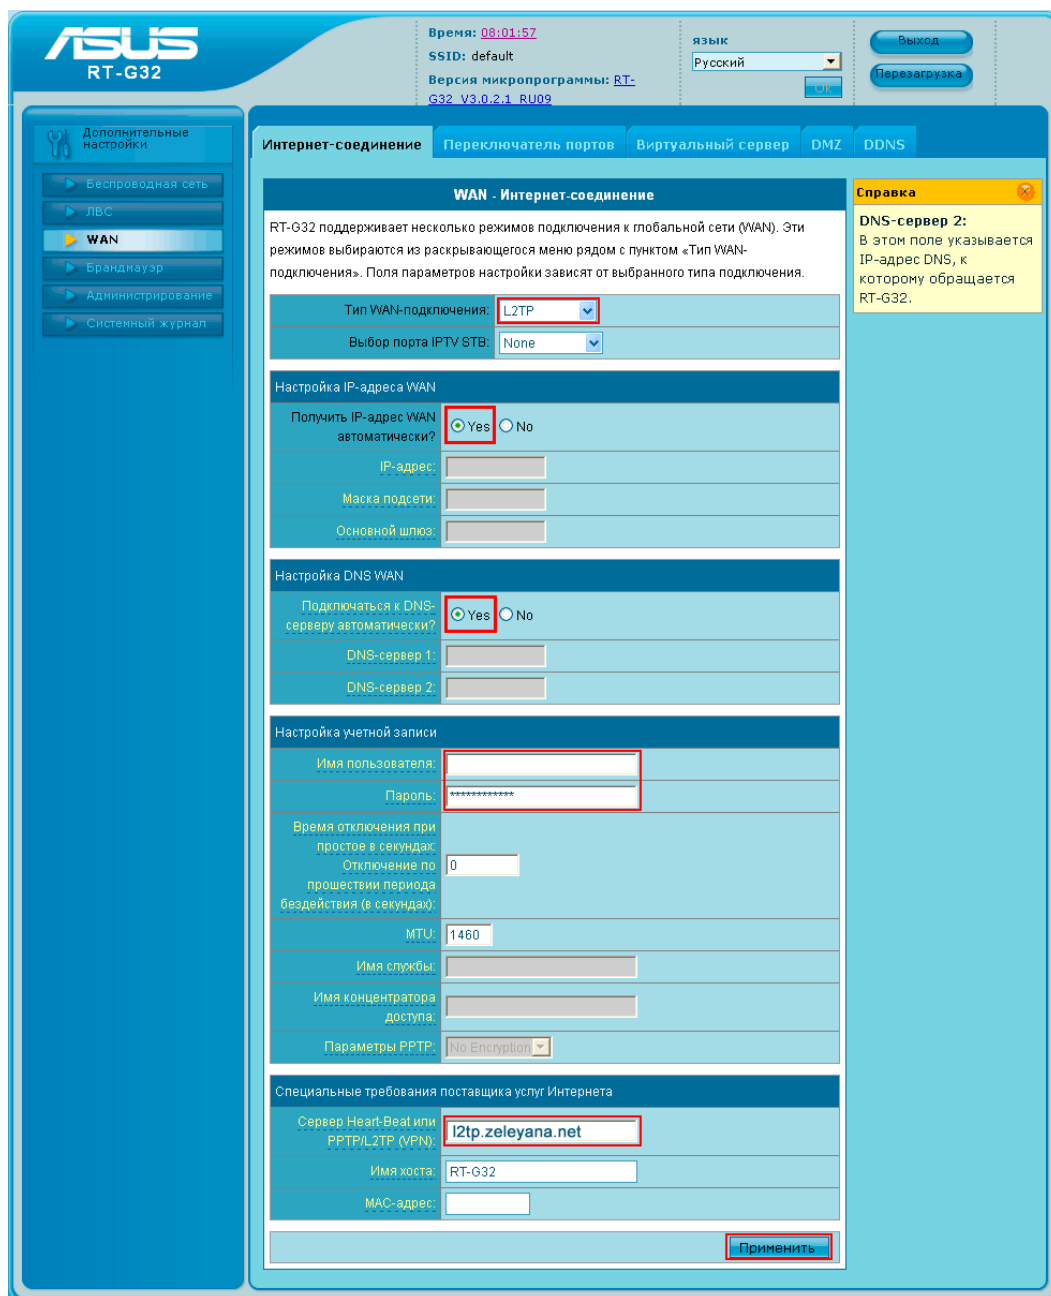 ASUS
RT-G32
Время: 08:01:57
SSID: default
Версия микропрограммы: RT-
G32_V3.0.2.1_RU09
язык
Русский
Ok
Выход
Перезагрузка
Дополнительные
настройки
Беспроводная сеть
ЛВС
WAN
Брандмауэр
Администрирование
Системный журнал
Интернет-соединение
Переключатель портов
Виртуальный сервер
DMZ
DDNS
WAN - Интернет-соединение
RT-G32 поддерживает несколько режимов подключения к глобальной сети (WAN). Эти
режимов выбираются из раскрывающегося меню рядом с пунктом «Тип WAN-
подключения». Поля параметров настройки зависят от выбранного типа подключения.
Тип WAN-подключения: L2TP
Выбор порта IPTV STB: None
Настройка IP-адреса WAN
Получить IP-адрес WAN
автоматически?
Yes No
IP-адрес:
Маска подсети:
Основной шлюз:
Настройка DNS WAN
Подключаться к DNS-
серверу автоматически?
Yes No
DNS-сервер 1:
DNS-сервер 2:
Настройка учетной записи
Имя пользователя:
Пароль: ************
Время отключения при
простое в секундах:
Отключение по
прошествии периода
бездействия (в секундах):
0
MTU: 1460
Имя службы:
Имя концентратора
доступа:
Параметры PPTP: No Encryption
Специальные требования поставщика услуг Интернета
Сервер Heart-Beat или
PPTP/L2TP (VPN):
l2tp.zeleyana.net
Имя хоста: RT-G32
MAC-адрес:
Применить
Справка
DNS-сервер 2:
В этом поле указывается
IP-адрес DNS, к
которому обращается
RT-G32.